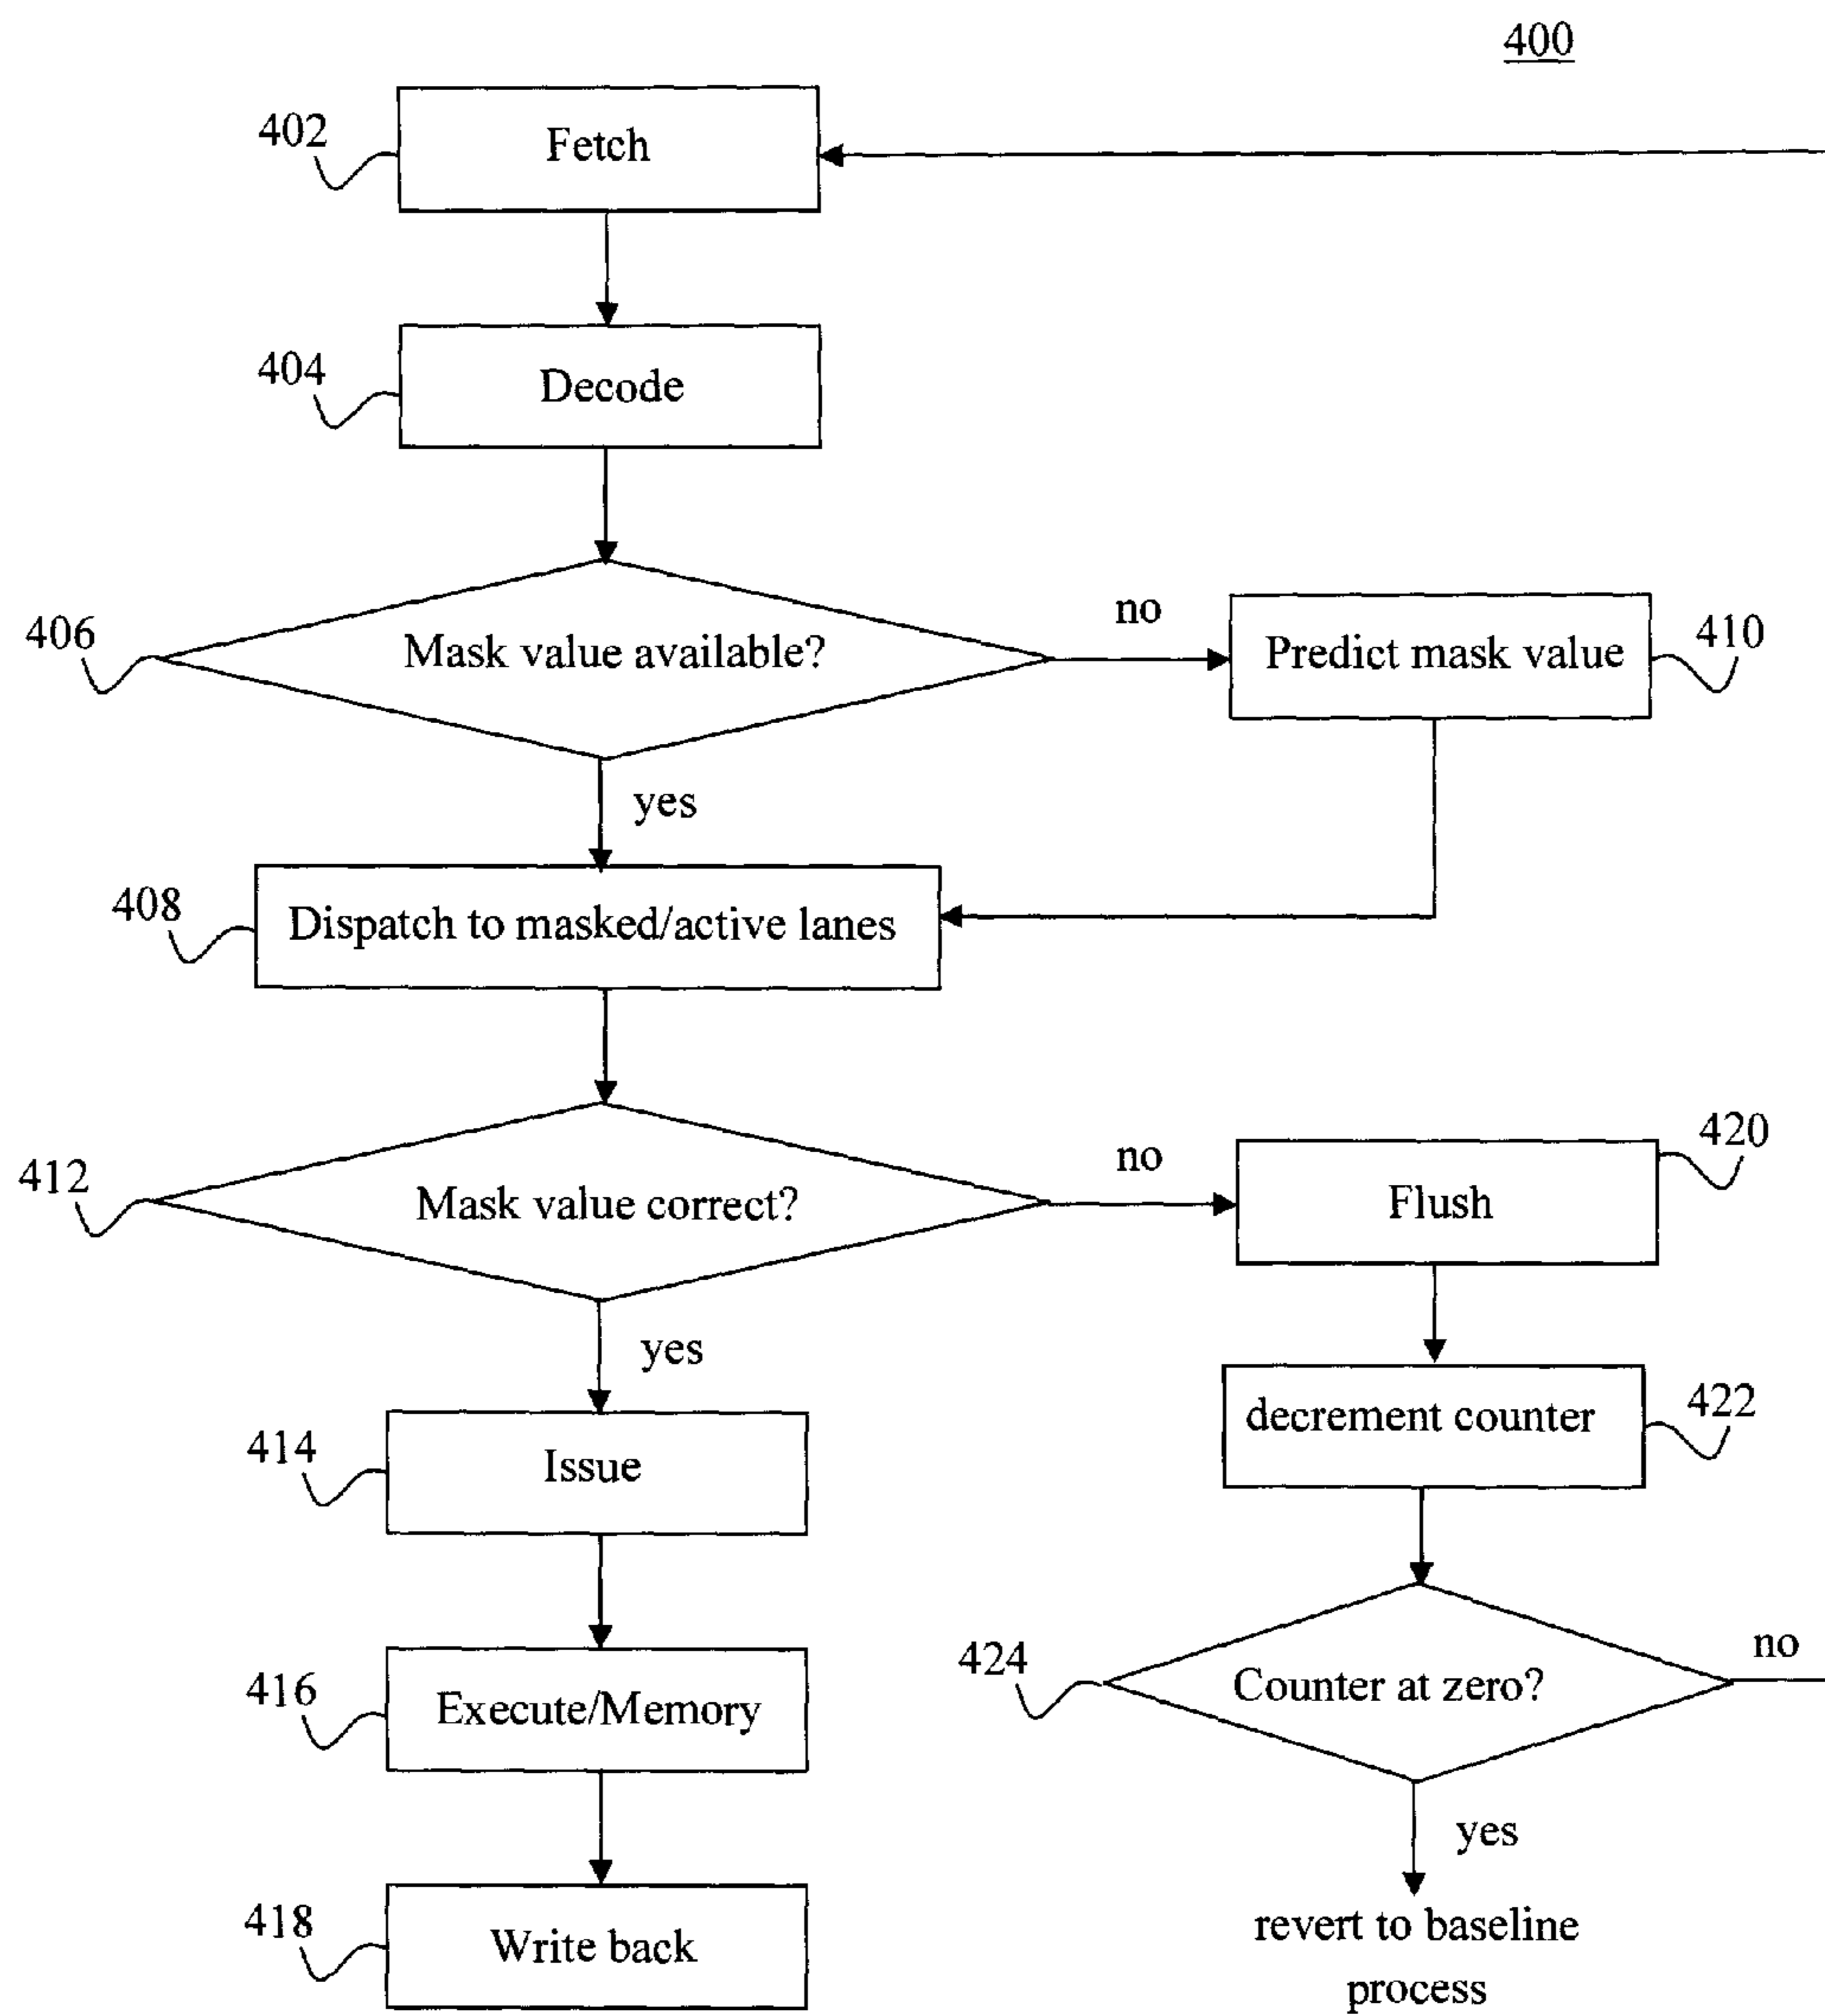 400
402
Fetch
404
Decode
406
Mask value available?
no
Predict mask value
410
yes
408
Dispatch to masked/active lanes
412
Mask value correct?
no
420
Flush
yes
decrement counter
422
414
Issue
424
Counter at zero?
no
416
Execute/Memory
yes
418
Write back
revert to baseline
process